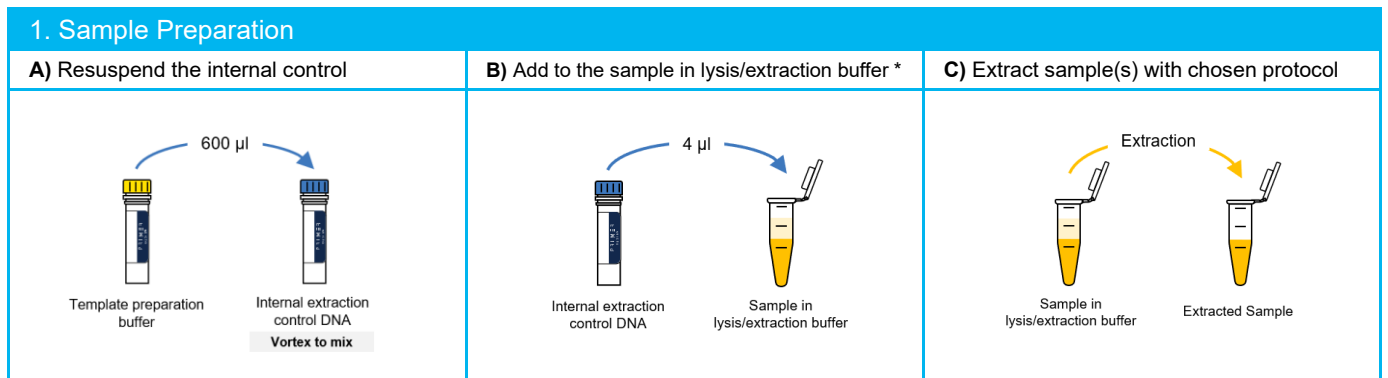 1. Sample Preparation
A) Resuspend the internal control
B) Add to the sample in lysis/extraction buffer *
C) Extract sample(s) with chosen protocol
600 µl
Template preparation
buffer
Internal extraction
control DNA
Vortex to mix
4 µl
Internal extraction
control DNA
Sample in
lysis/extraction buffer
Extraction
Sample in
lysis/extraction buffer
Extracted Sample